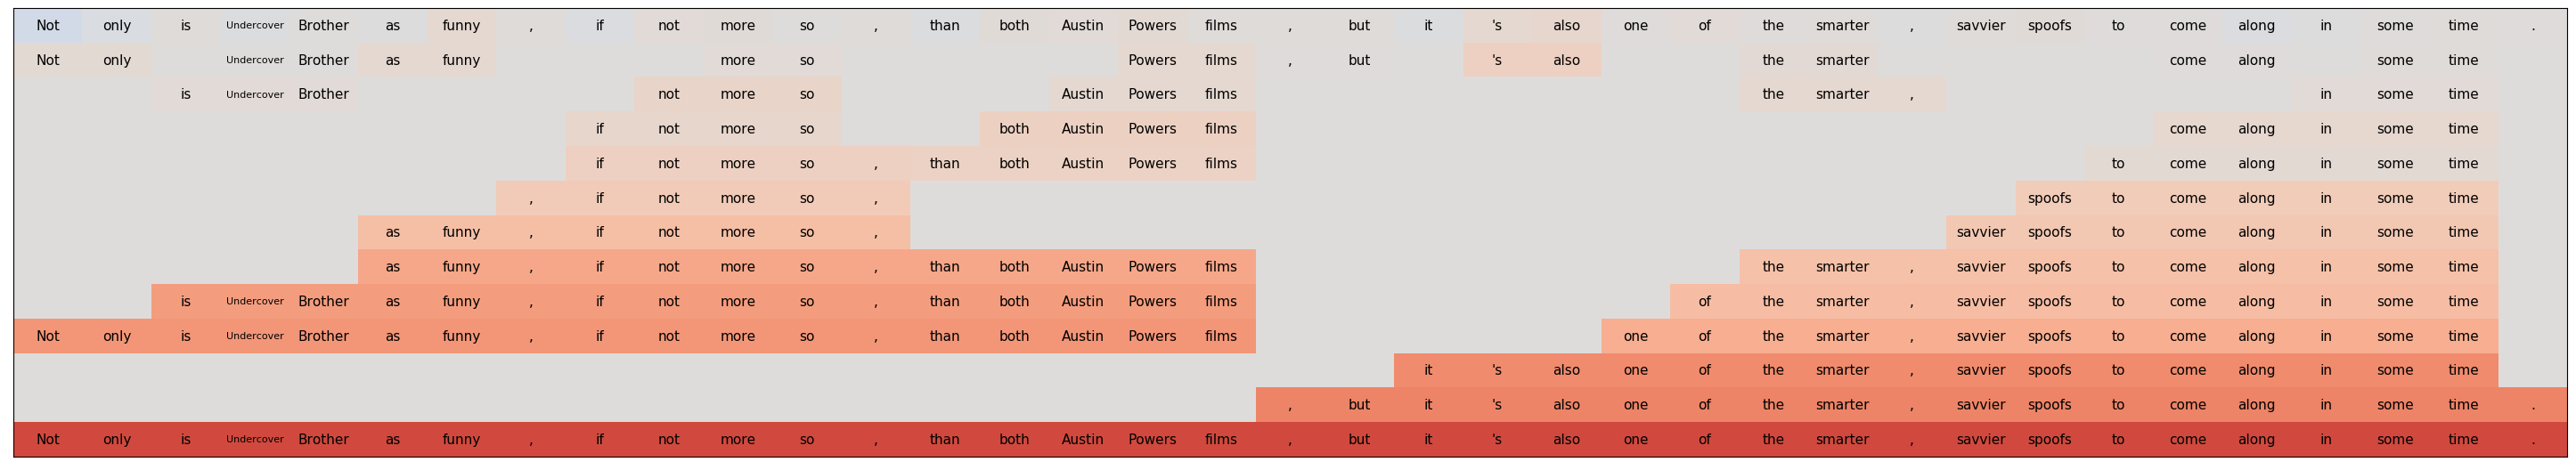 Not only is Undercover Brother as funny , if not more so , than both Austin Powers films , but it 's also one of the smarter , savvier spoofs to come along in some time .
Not only Undercover Brother as funny more so Powers films , but 's also the smarter come along some time
is Undercover Brother not more so Austin Powers films the smarter , in some time
if not more so both Austin Powers films come along in some time
if not more so , than both Austin Powers films to come along in some time
, if not more so , spoofs to come along in some time
as funny , if not more so , savvier spoofs to come along in some time
as funny , if not more so , than both Austin Powers films the smarter , savvier spoofs to come along in some time
is Undercover Brother as funny , if not more so , than both Austin Powers films of the smarter , savvier spoofs to come along in some time
Not only is Undercover Brother as funny , if not more so , than both Austin Powers films one of the smarter , savvier spoofs to come along in some time
it 's also one of the smarter , savvier spoofs to come along in some time
, but it 's also one of the smarter , savvier spoofs to come along in some time .
Not only is Undercover Brother as funny , if not more so , than both Austin Powers films , but it 's also one of the smarter , savvier spoofs to come along in some time .